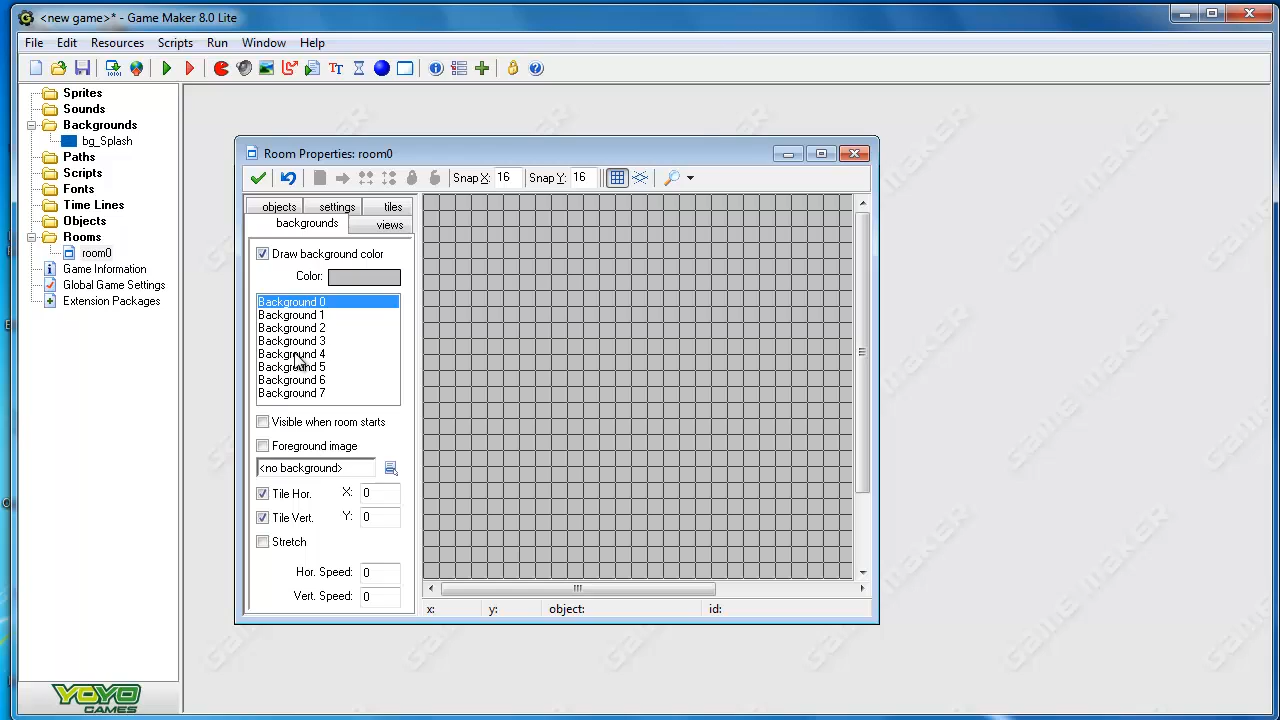 <new game>* - Game Maker 8.0 Lite
File Edit Resources Scripts Run Window Help
Sprites
Sounds
Backgrounds
bg_Splash
Paths
Scripts
Fonts
Time Lines
Objects
Rooms
room0
Game Information
Global Game Settings
Extension Packages
YOYO
GAMES
Room Properties: room0
Snap X: 16 Snap Y: 16
objects settings tiles
backgrounds views
Draw background color
Color:
Background 0
Background 1
Background 2
Background 3
Background 4
Background 5
Background 6
Background 7
Visible when room starts
Foreground image
<no background>
Tile Hor. X: 0
Tile Vert. Y: 0
Stretch
Hor. Speed: 0
Vert. Speed: 0
x: y: object: id:
GAME MAKER